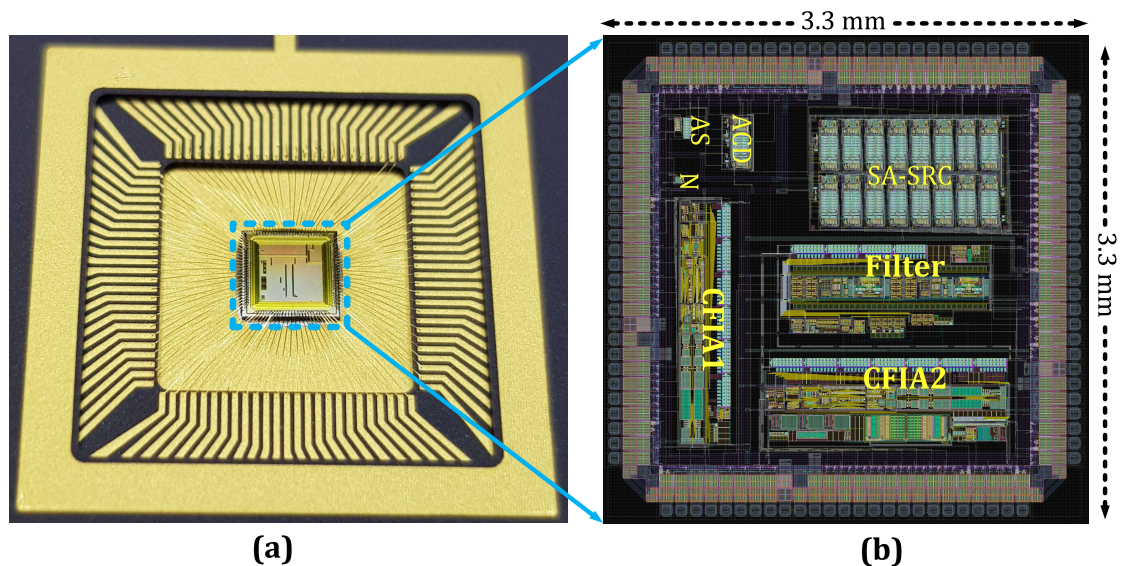 3.3 mm
AS
ACD
SA-SRC
N
Filter
CFIA1
3.3 mm
CFIA2
(a)
(b)